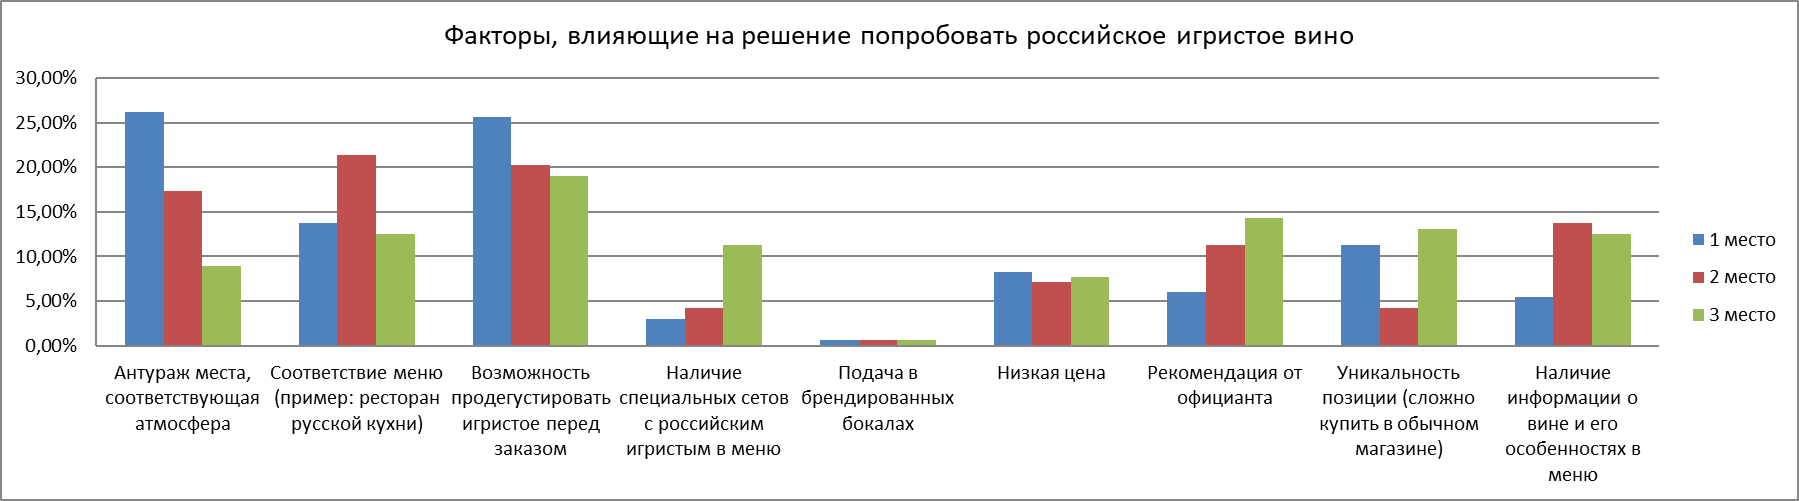 Факторы, влияющие на решение попробовать российское игристое вино
30,00%
25,00%
20,00%
15,00%
10,00%
5,00%
0,00%
Антураж места,
соответствующая
атмосфера
Соответствие меню
(пример: ресторан
русской кухни)
Возможность
продегустировать
игристое перед
заказом
Наличие
специальных сетов
с российским
игристым в меню
Подача в
брендированных
бокалах
Низкая цена
Рекомендация от
официанта
Уникальность
позиции (сложно
купить в обычном
магазине)
Наличие
информации о
вине и его
особенностях в
меню
1 место
2 место
3 место